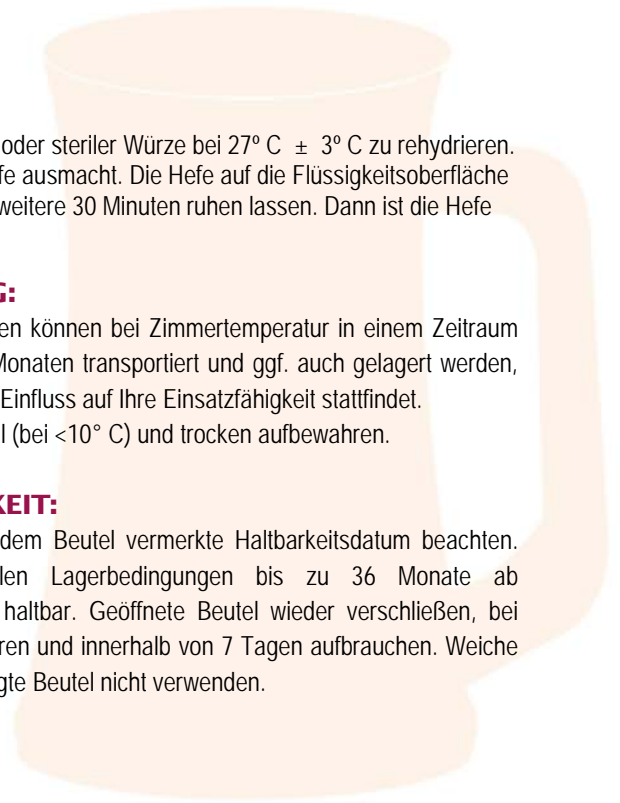 oder steriler Würze bei 27º C ± 3º C zu rehydrieren.
fe ausmacht. Die Hefe auf die Flüssigkeitsoberfläche
weitere 30 Minuten ruhen lassen. Dann ist die Hefe
G:
en können bei Zimmertemperatur in einem Zeitraum
Monaten transportiert und ggf. auch gelagert werden,
Einfluss auf Ihre Einsatzfähigkeit stattfindet.
l (bei <10° C) und trocken aufbewahren.
KEIT:
dem Beutel vermerkte Haltbarkeitsdatum beachten.
len Lagerbedingungen bis zu 36 Monate ab
haltbar. Geöffnete Beutel wieder verschließen, bei
ren und innerhalb von 7 Tagen aufbrauchen. Weiche
gte Beutel nicht verwenden.